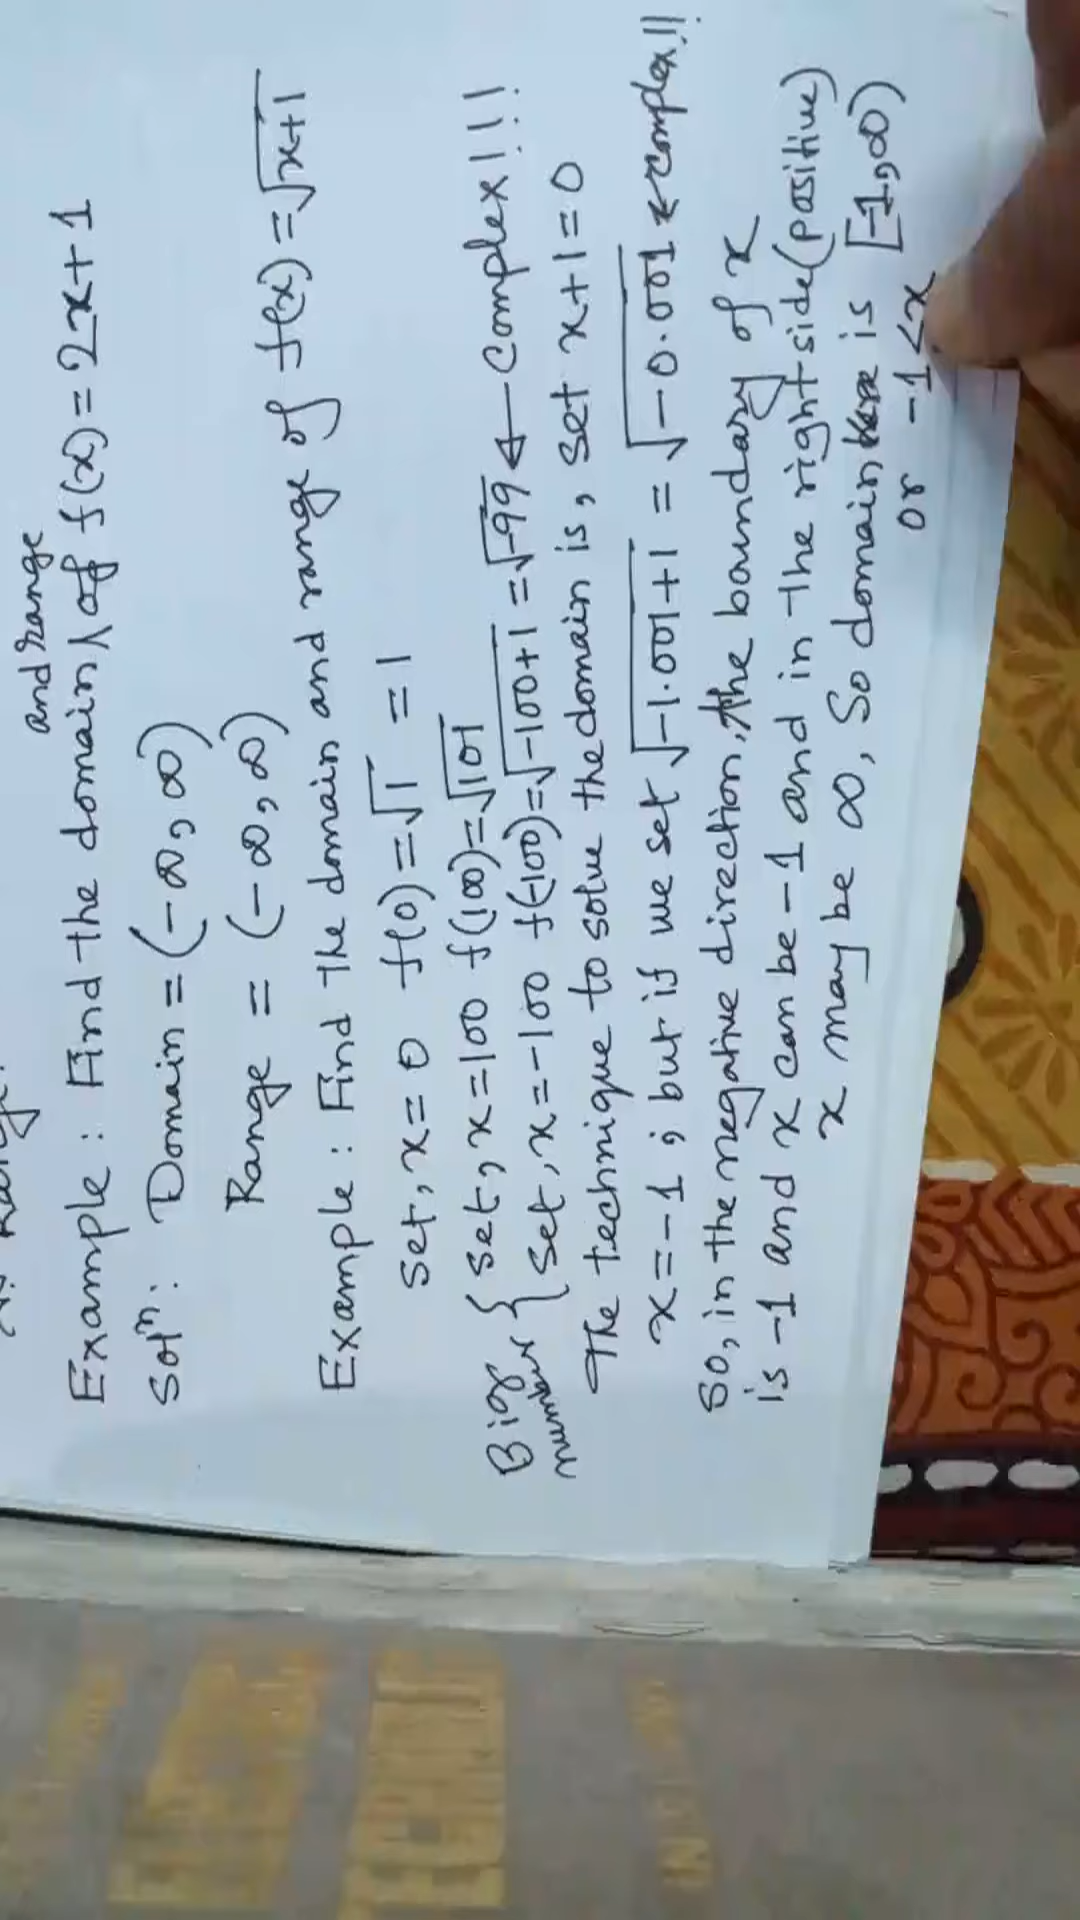 and range
Example : Find the domain ∧ of f(x) = 2x+1
Solⁿ: Domain = (-∞, ∞)
Range = (-∞, ∞)
Example : Find the domain and range of f(x) = √x+1
Set, x = 0 f(0) = √1 = 1
Big number { Set, x = 100 f(100) = √101
Set, x = -100 f(-100) = √-100+1 = √-99 ← Complex!!!
The technique to solve the domain is, set x+1 = 0
x = -1 ; but if we set √-1.001+1 = √-0.001 ← complex!!
So, in the negative direction, the boundary of x
is -1 and x can be -1 and in the right side (positive)
x may be ∞, So domain is [-1, ∞)
or -1 < x